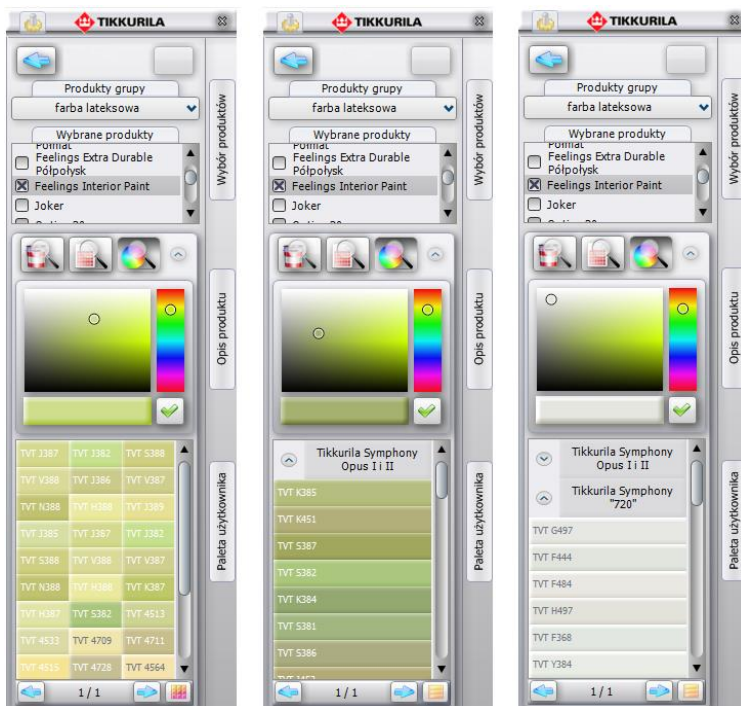 TIKKURILA
Produkty grupy
farba lateksowa
Wybrane produkty
Półmat
Feelings Extra Durable
Półpołysk
Feelings Interior Paint
Joker
TVT J387 TVT J382 TVT S388
TVT V388 TVT J386 TVT V387
TVT N388 TVT H388 TVT J389
TVT J385 TVT J387 TVT J382
TVT S388 TVT V388 TVT V387
TVT N388 TVT H388 TVT K387
TVT H387 TVT S382 TVT 4513
TVT 4533 TVT 4709 TVT 4711
TVT 4515 TVT 4728 TVT 4564
1 / 1
Wybór produktów
Opis produktu
Paleta użytkownika
TIKKURILA
Produkty grupy
farba lateksowa
Wybrane produkty
Półmat
Feelings Extra Durable
Półpołysk
Feelings Interior Paint
Joker
Tikkurila Symphony
Opus I i II
TVT K385
TVT K451
TVT S387
TVT S382
TVT K384
TVT S381
TVT S386
1 / 1
Wybór produktów
Opis produktu
Paleta użytkownika
TIKKURILA
Produkty grupy
farba lateksowa
Wybrane produkty
Półmat
Feelings Extra Durable
Półpołysk
Feelings Interior Paint
Joker
Tikkurila Symphony
Opus I i II
Tikkurila Symphony
"720"
TVT G497
TVT F444
TVT F484
TVT H497
TVT F368
TVT Y384
1 / 1
Wybór produktów
Opis produktu
Paleta użytkownika